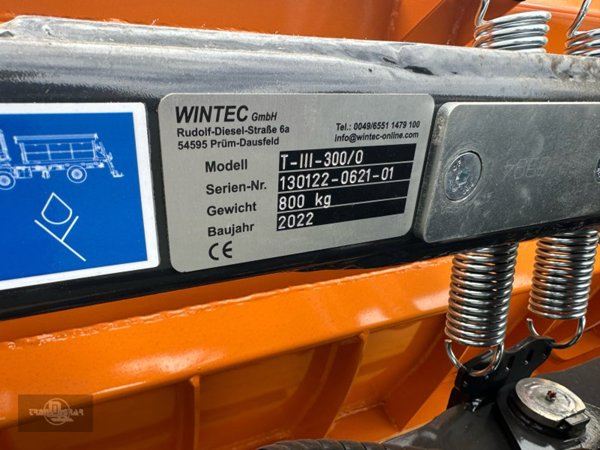 WINTEC GmbH
Rudolf-Diesel-Straße 6a
54595 Prüm-Dausfeld
Tel.: 0049/6551 1479 100
info@wintec-online.com
Modell T-III-300/O
Serien-Nr. 130122-0621-01
Gewicht 800 kg
Baujahr 2022
CE